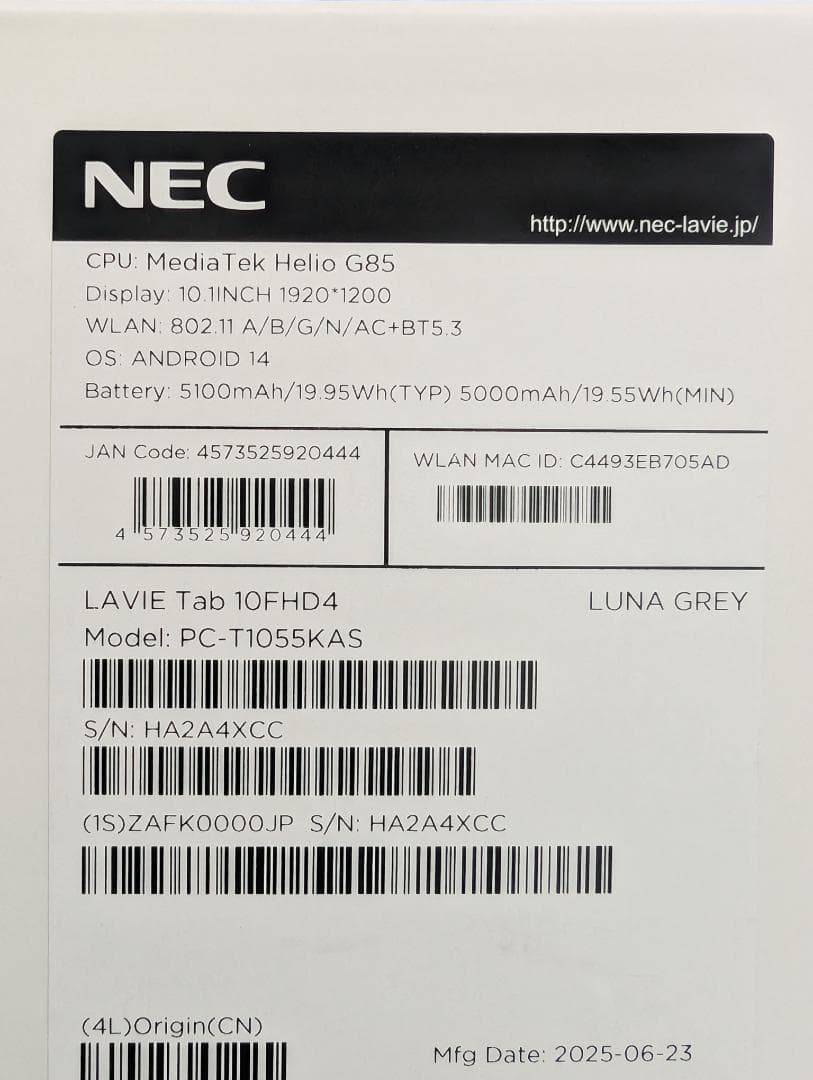 NEC
http://www.nec-lavie.jp/
CPU: MediaTek Helio G85
Display: 10.1INCH 1920*1200
WLAN: 802.11 A/B/G/N/AC+BT5.3
OS: ANDROID 14
Battery: 5100mAh/19.95Wh(TYP) 5000mAh/19.55Wh(MIN)
JAN Code: 4573525920444
4 573525 920444
WLAN MAC ID: C4493EB705AD
LAVIE Tab 10FHD4
LUNA GREY
Model: PC-T1055KAS
S/N: HA2A4XCC
(1S)ZAFK0000JP S/N: HA2A4XCC
(4L)Origin(CN)
Mfg Date: 2025-06-23